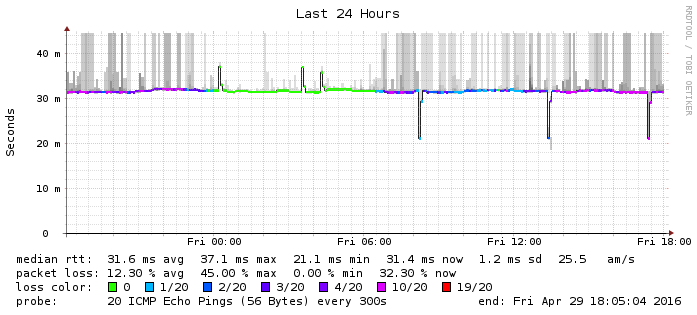 Last 24 Hours
RRDTOOL / TOBI OETIKER
Seconds
40 m
30 m
20 m
10 m
0
Fri 00:00 Fri 06:00 Fri 12:00 Fri 18:00
median rtt: 31.6 ms avg 37.1 ms max 21.1 ms min 31.4 ms now 1.2 ms sd 25.5 am/s
packet loss: 12.30 % avg 45.00 % max 0.00 % min 32.30 % now
loss color: 0 1/20 2/20 3/20 4/20 10/20 19/20
probe: 20 ICMP Echo Pings (56 Bytes) every 300s end: Fri Apr 29 18:05:04 2016